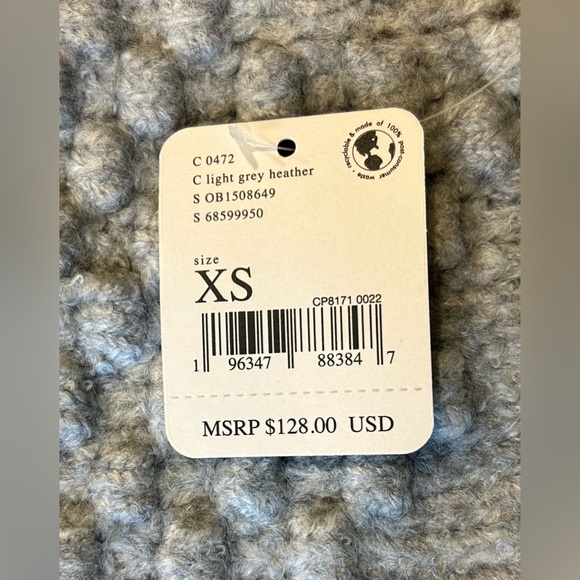 C 0472
C light grey heather
S OB1508649
S 68599950
recyclable & made of 100% post-consumer waste •
size
XS
CP8171 0022
1 96347 88384 7
MSRP $128.00 USD